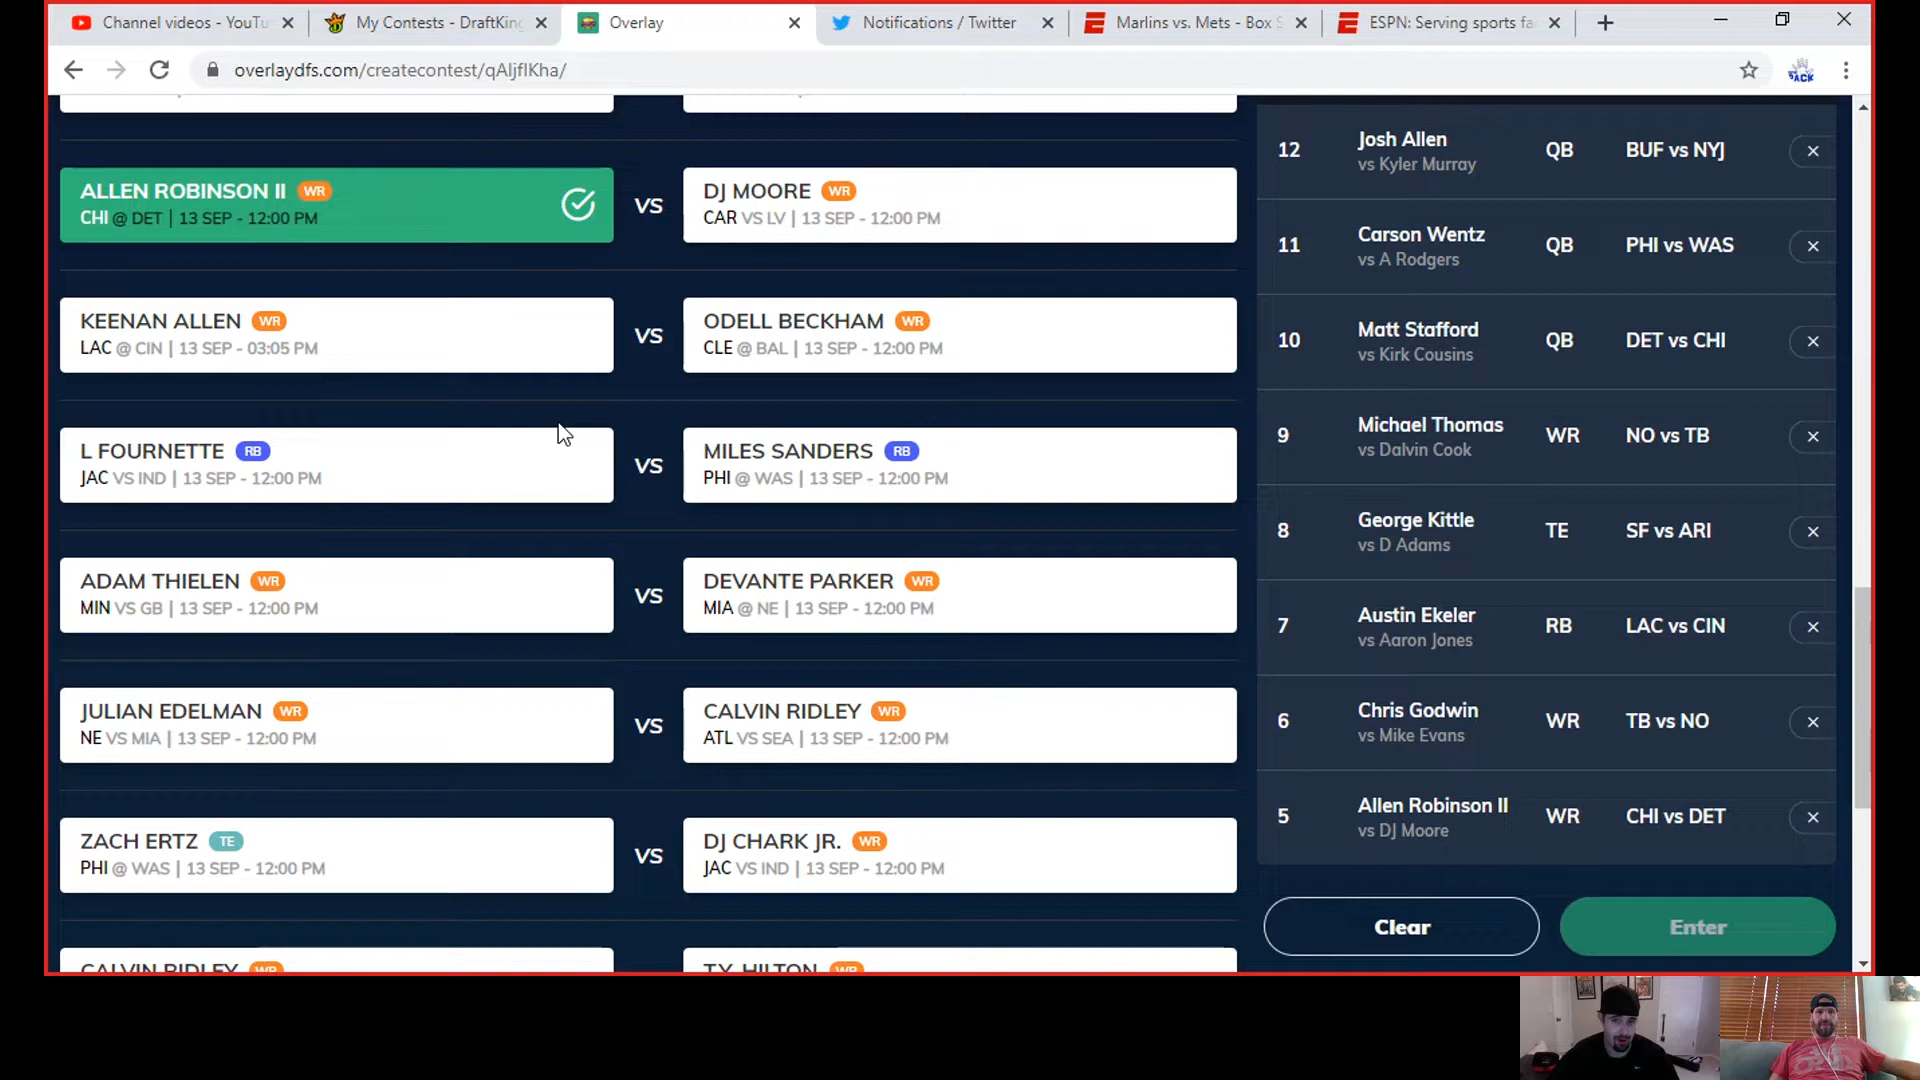 Channel videos - YouTu
My Contests - DraftKing
Overlay
Notifications / Twitter
Marlins vs. Mets - Box S
ESPN: Serving sports fa
overlaydfs.com/createcontest/qAljflKha/
ALLEN ROBINSON II WR
CHI @ DET | 13 SEP - 12:00 PM
VS
DJ MOORE WR
CAR VS LV | 13 SEP - 12:00 PM
KEENAN ALLEN WR
LAC @ CIN | 13 SEP - 03:05 PM
VS
ODELL BECKHAM WR
CLE @ BAL | 13 SEP - 12:00 PM
L FOURNETTE RB
JAC VS IND | 13 SEP - 12:00 PM
VS
MILES SANDERS RB
PHI @ WAS | 13 SEP - 12:00 PM
ADAM THIELEN WR
MIN VS GB | 13 SEP - 12:00 PM
VS
DEVANTE PARKER WR
MIA @ NE | 13 SEP - 12:00 PM
JULIAN EDELMAN WR
NE VS MIA | 13 SEP - 12:00 PM
VS
CALVIN RIDLEY WR
ATL VS SEA | 13 SEP - 12:00 PM
ZACH ERTZ TE
PHI @ WAS | 13 SEP - 12:00 PM
VS
DJ CHARK JR. WR
JAC VS IND | 13 SEP - 12:00 PM
CALVIN RIDLEY WR
T.Y. HILTON WR
12 Josh Allen QB BUF vs NYJ
vs Kyler Murray
11 Carson Wentz QB PHI vs WAS
vs A Rodgers
10 Matt Stafford QB DET vs CHI
vs Kirk Cousins
9 Michael Thomas WR NO vs TB
vs Dalvin Cook
8 George Kittle TE SF vs ARI
vs D Adams
7 Austin Ekeler RB LAC vs CIN
vs Aaron Jones
6 Chris Godwin WR TB vs NO
vs Mike Evans
5 Allen Robinson II WR CHI vs DET
vs DJ Moore
Clear
Enter